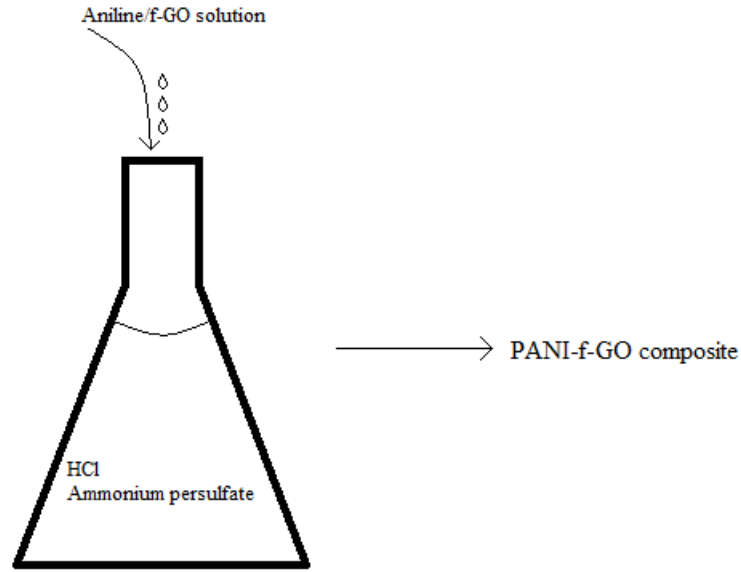 Aniline/f-GO solution
PANI-f-GO composite
HCl
Ammonium persulfate